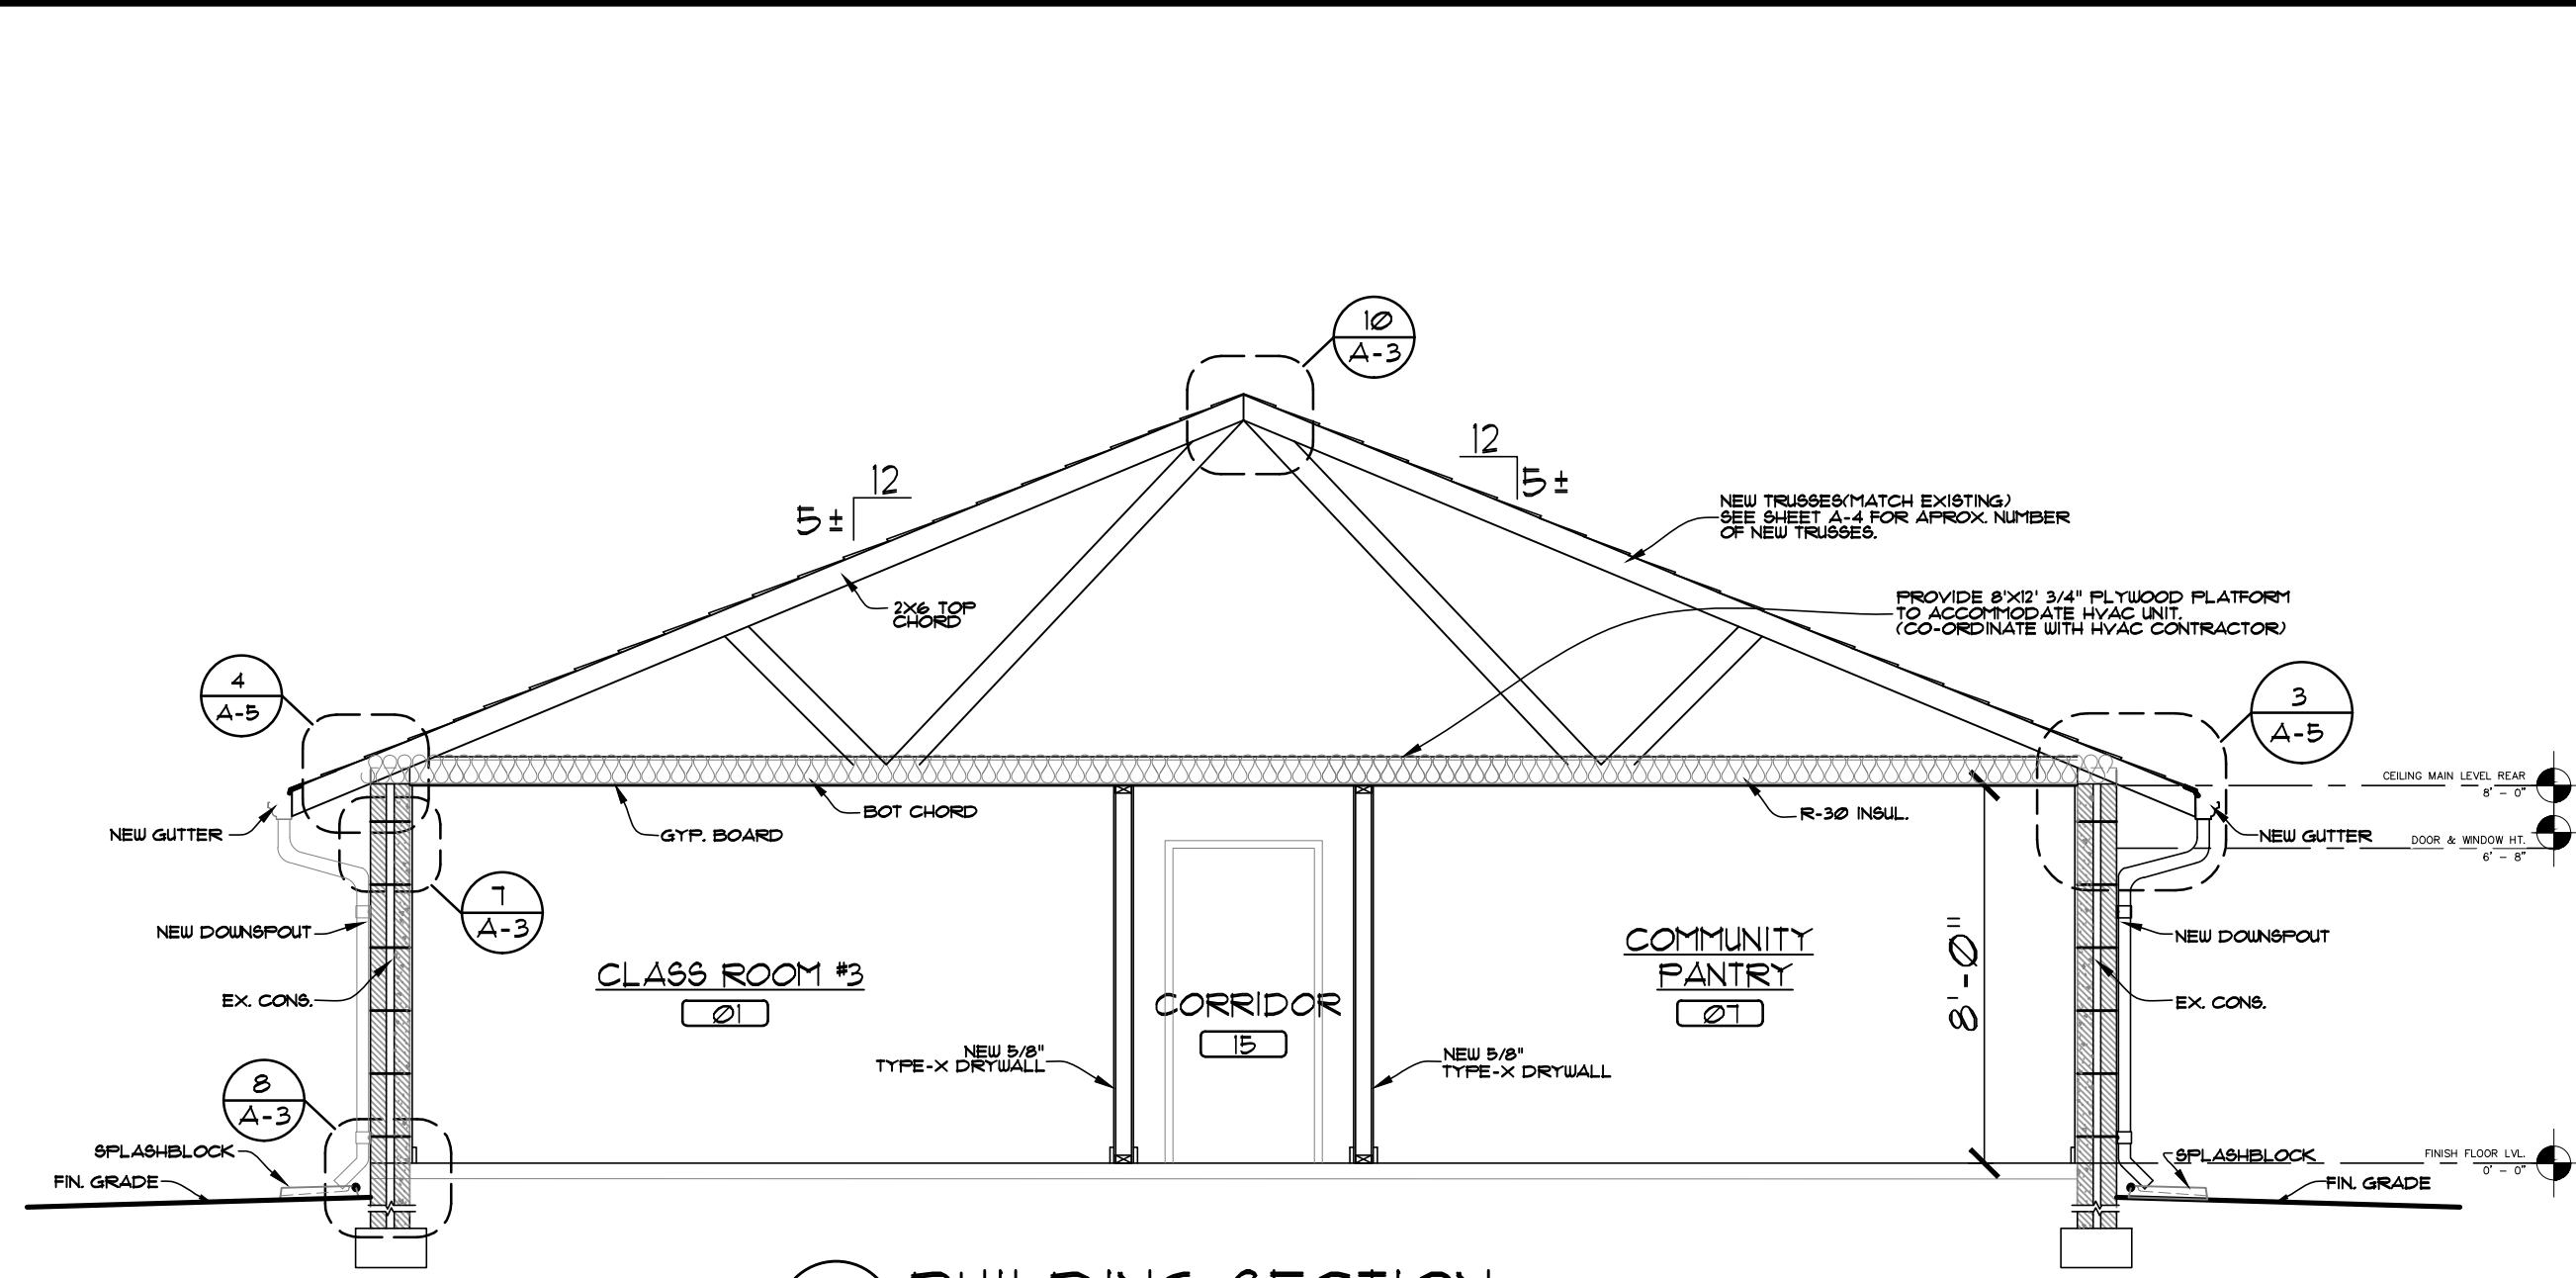 10
A-3
12
5±
12
5±
NEW TRUSSES(MATCH EXISTING)
SEE SHEET A-4 FOR APROX. NUMBER
OF NEW TRUSSES.
2X6 TOP
CHORD
PROVIDE 8'X12' 3/4" PLYWOOD PLATFORM
TO ACCOMMODATE HVAC UNIT.
(CO-ORDINATE WITH HVAC CONTRACTOR)
4
A-5
3
A-5
CEILING MAIN LEVEL REAR
8' - 0"
NEW GUTTER
GYP. BOARD
BOT CHORD
R-3Ø INSUL.
NEW GUTTER
DOOR & WINDOW HT.
6' - 8"
7
A-3
NEW DOWNSPOUT
EX. CONS.
CLASS ROOM #3
Ø1
CORRIDOR
15
COMMUNITY
PANTRY
Ø7
8'-Ø"
NEW DOWNSPOUT
EX. CONS.
NEW 5/8"
TYPE-X DRYWALL
NEW 5/8"
TYPE-X DRYWALL
8
A-3
SPLASHBLOCK
FIN. GRADE
SPLASHBLOCK
FIN. GRADE
FINISH FLOOR LVL.
0' - 0"
BUILDING SECTION